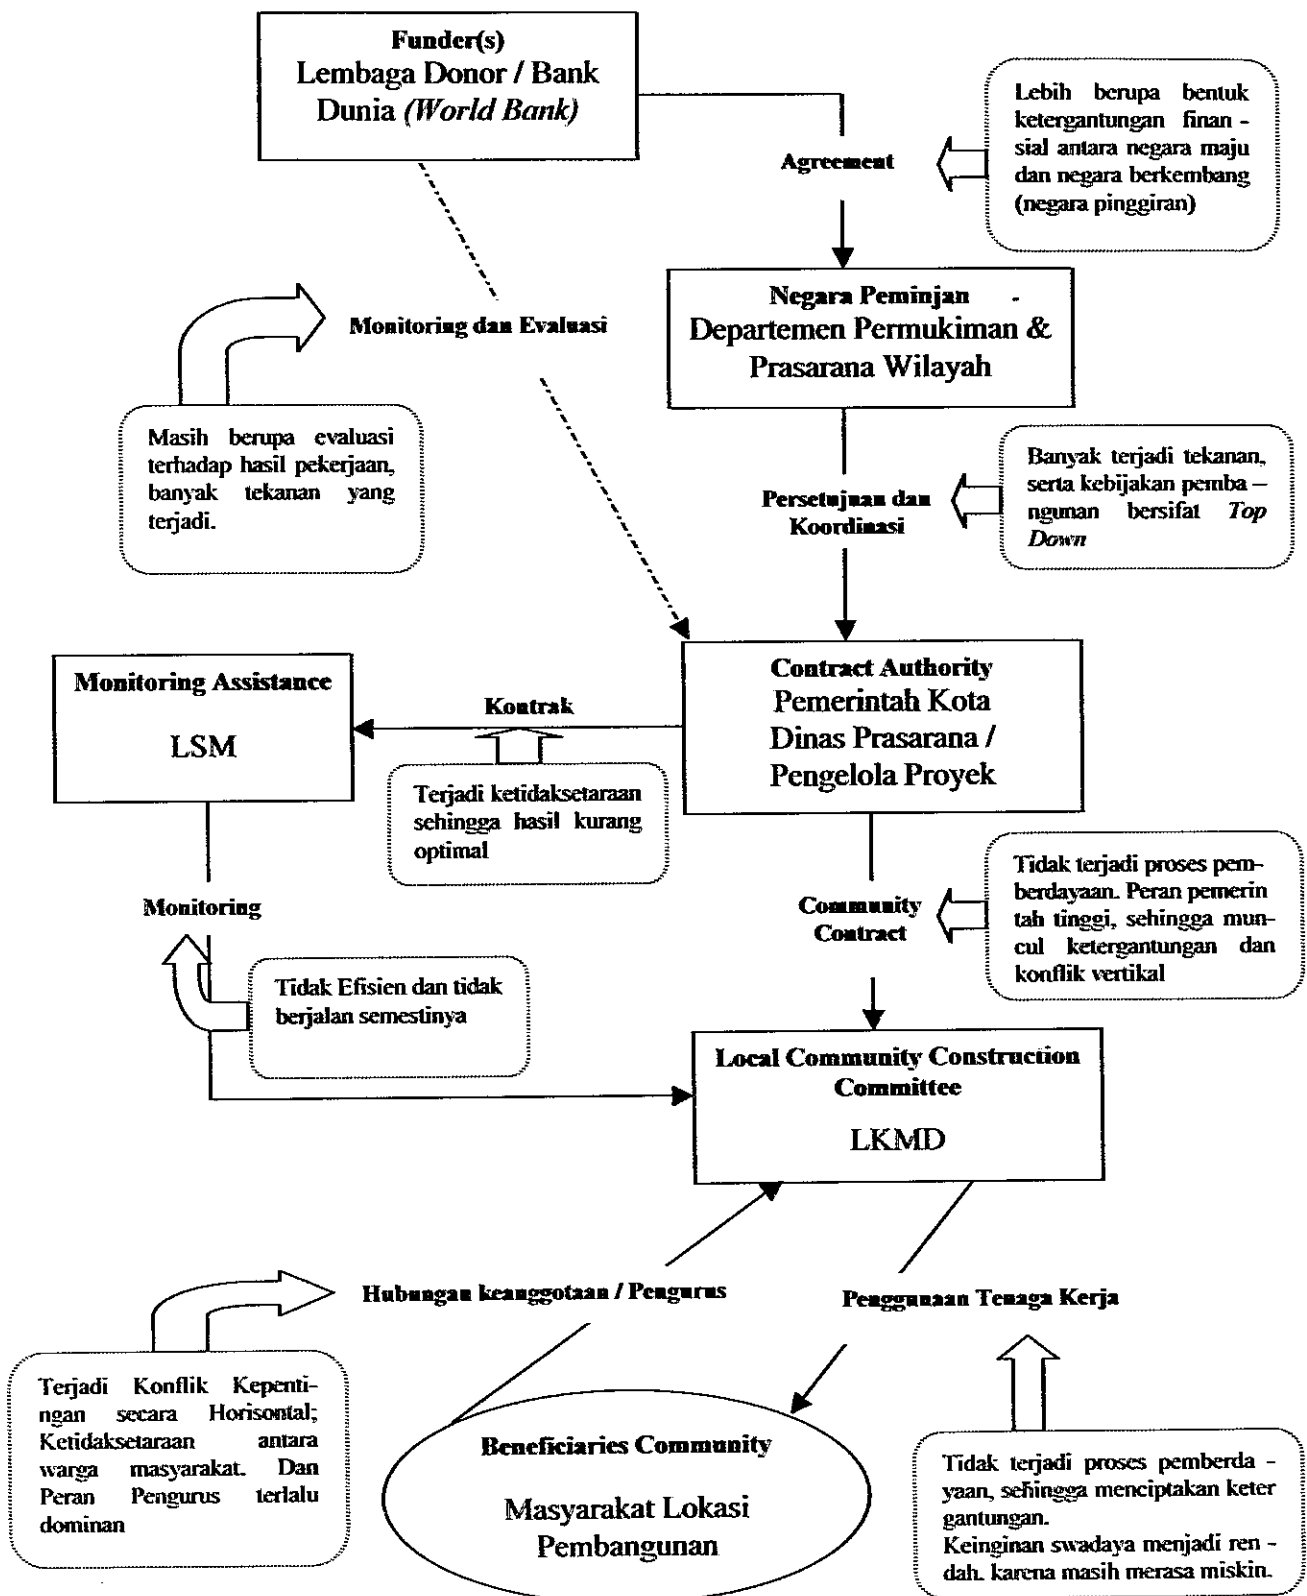 Funder(s)
Lembaga Donor / Bank
Dunia (World Bank)
Lebih berupa bentuk
ketergantungan finan -
sial antara negara maju
dan negara berkembang
(negara pinggiran)
Agreement
Negara Peminjan
Departemen Permukiman &
Prasarana Wilayah
Monitoring dan Evaluasi
Masih berupa evaluasi
terhadap hasil pekerjaan,
banyak tekanan yang
terjadi.
Banyak terjadi tekanan,
serta kebijakan pemba –
ngunan bersifat Top
Down
Persetujuan dan
Koordinasi
Monitoring Assistance
LSM
Kontrak
Contract Authority
Pemerintah Kota
Dinas Prasarana /
Pengelola Proyek
Terjadi ketidaksetaraan
sehingga hasil kurang
optimal
Tidak terjadi proses pem-
berdayaan. Peran pemerin
tah tinggi, sehingga mun-
cul ketergantungan dan
konflik vertikal
Monitoring
Community
Contract
Tidak Efisien dan tidak
berjalan semestinya
Local Community Construction
Committee
LKMD
Hubungan keanggotaan / Pengurus
Penggunaan Tenaga Kerja
Terjadi Konflik Kepenti-
ngan secara Horisontal;
Ketidaksetaraan antara
warga masyarakat. Dan
Peran Pengurus terlalu
dominan
Beneficiaries Community
Masyarakat Lokasi
Pembangunan
Tidak terjadi proses pemberda -
yaan, sehingga menciptakan keter
gantungan.
Keinginan swadaya menjadi ren -
dah, karena masih merasa miskin.